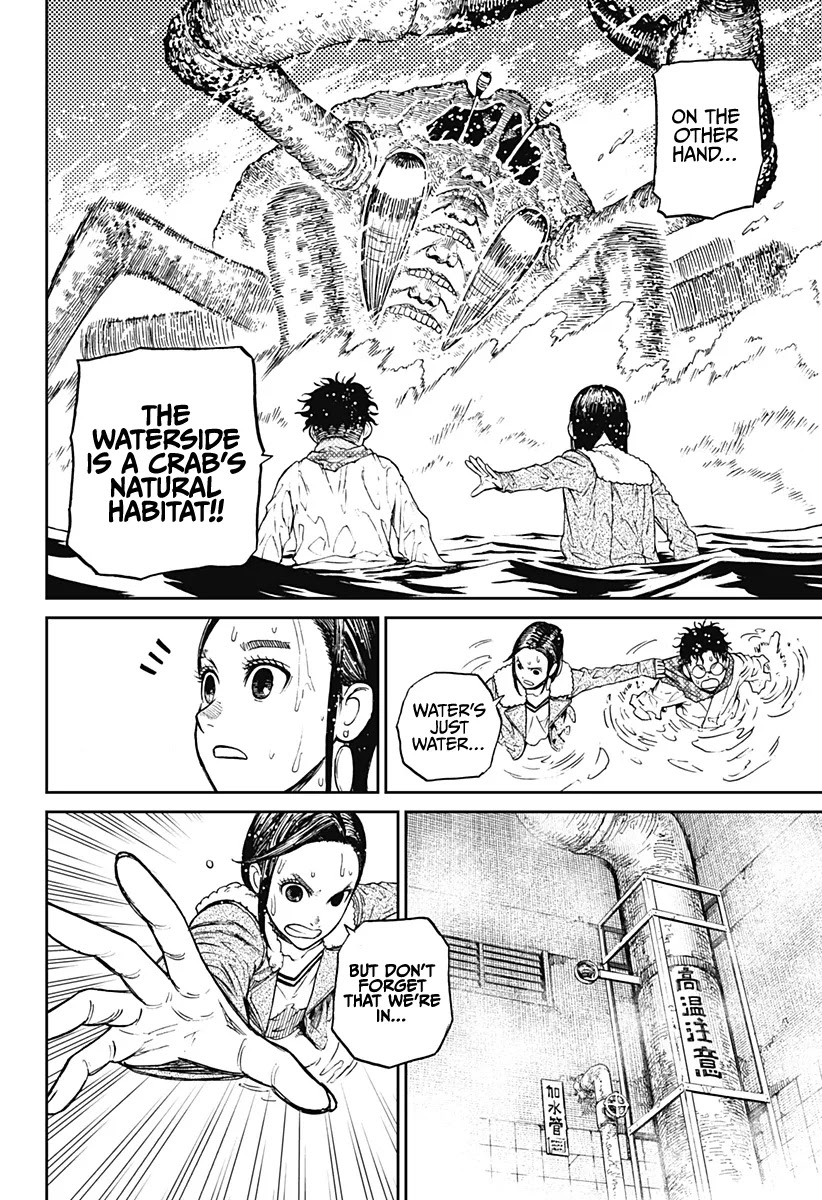 ON THE
OTHER
HAND...
THE
WATERSIDE
IS A CRAB'S
NATURAL
HABITAT!!
WATER'S
JUST
WATER...
BUT DON'T
FORGET
THAT WE'RE
IN...
高温注意
加水管